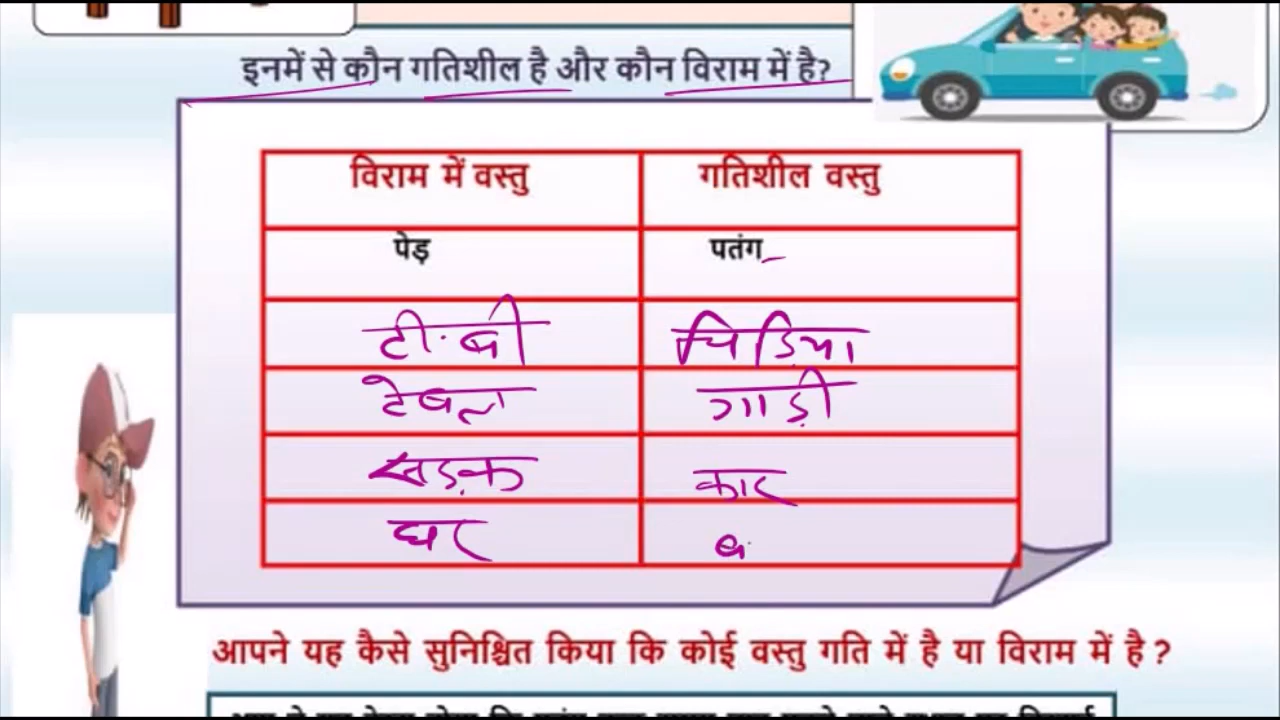 इनमें से कौन गतिशील है और कौन विराम में है?
विराम में वस्तु गतिशील वस्तु
पेड़ पतंग
टी.बी चिडिया
टेबल गाड़ी
सड़क कार
घर ब
आपने यह कैसे सुनिश्चित किया कि कोई वस्तु गति में है या विराम में है ?